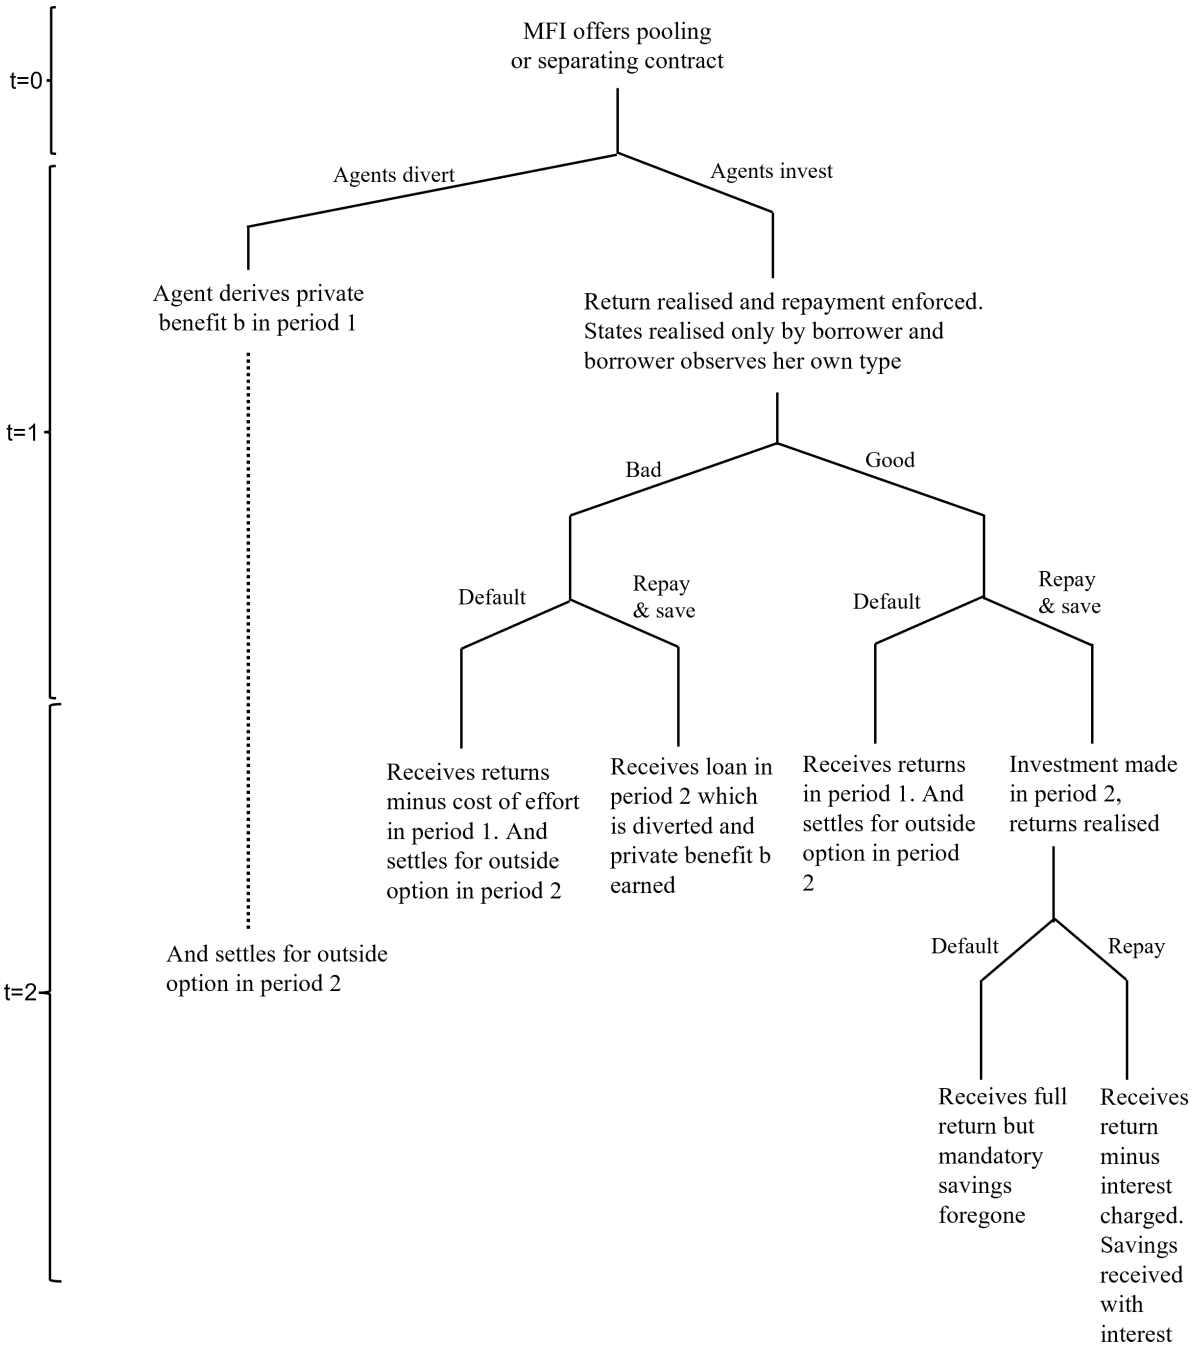 MFI offers pooling
or separating contract
t=0
Agents divert
Agents invest
Agent derives private
benefit b in period 1
Return realised and repayment enforced.
States realised only by borrower and
borrower observes her own type
t=1
Bad
Good
Default
Repay
& save
Default
Repay
& save
Receives returns
minus cost of effort
in period 1. And
settles for outside
option in period 2
Receives loan in
period 2 which
is diverted and
private benefit b
earned
Receives returns
in period 1. And
settles for outside
option in period
2
Investment made
in period 2,
returns realised
And settles for outside
option in period 2
t=2
Default
Repay
Receives full
return but
mandatory
savings
foregone
Receives
return
minus
interest
charged.
Savings
received
with
interest